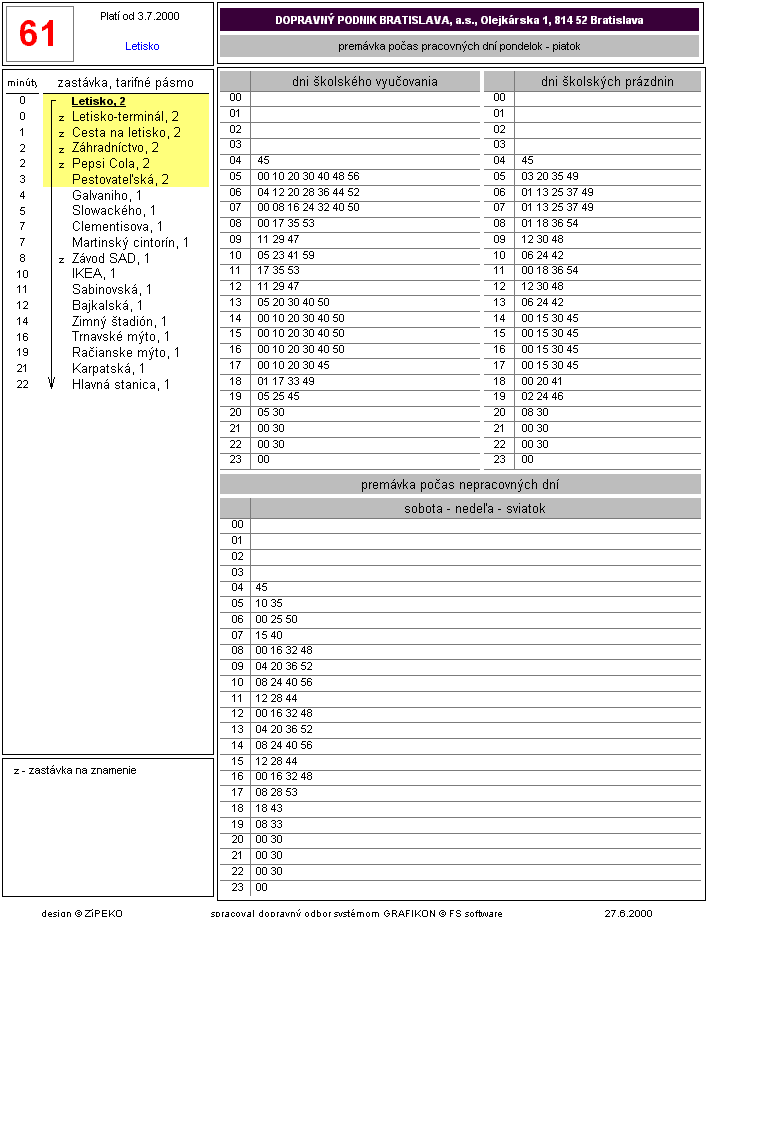 61
Platí od 3.7.2000
Letisko
DOPRAVNÝ PODNIK BRATISLAVA, a.s., Olejkárska 1, 814 52 Bratislava
premávka počas pracovných dní pondelok - piatok
minúty zastávka, tarifné pásmo
0 Letisko, 2
0 z Letisko-terminál, 2
1 z Cesta na letisko, 2
2 z Záhradníctvo, 2
2 z Pepsi Cola, 2
3 Pestovateľská, 2
4 Galvaniho, 1
5 Slowackého, 1
7 Clementisova, 1
7 Martinský cintorín, 1
8 z Závod SAD, 1
10 IKEA, 1
11 Sabinovská, 1
12 Bajkalská, 1
14 Zimný štadión, 1
16 Trnavské mýto, 1
19 Račianske mýto, 1
21 Karpatská, 1
22 Hlavná stanica, 1
z - zastávka na znamenie
dni školského vyučovania
00
01
02
03
04 45
05 00 10 20 30 40 48 56
06 04 12 20 28 36 44 52
07 00 08 16 24 32 40 50
08 00 17 35 53
09 11 29 47
10 05 23 41 59
11 17 35 53
12 11 29 47
13 05 20 30 40 50
14 00 10 20 30 40 50
15 00 10 20 30 40 50
16 00 10 20 30 40 50
17 00 10 20 30 45
18 01 17 33 49
19 05 25 45
20 05 30
21 00 30
22 00 30
23 00
dni školských prázdnin
00
01
02
03
04 45
05 03 20 35 49
06 01 13 25 37 49
07 01 13 25 37 49
08 01 18 36 54
09 12 30 48
10 06 24 42
11 00 18 36 54
12 12 30 48
13 06 24 42
14 00 15 30 45
15 00 15 30 45
16 00 15 30 45
17 00 15 30 45
18 00 20 41
19 02 24 46
20 08 30
21 00 30
22 00 30
23 00
premávka počas nepracovných dní
sobota - nedeľa - sviatok
00
01
02
03
04 45
05 10 35
06 00 25 50
07 15 40
08 00 16 32 48
09 04 20 36 52
10 08 24 40 56
11 12 28 44
12 00 16 32 48
13 04 20 36 52
14 08 24 40 56
15 12 28 44
16 00 16 32 48
17 08 28 53
18 18 43
19 08 33
20 00 30
21 00 30
22 00 30
23 00
design © ZiPEKO
spracoval dopravný odbor systémom GRAFIKON © FS software
27.6.2000